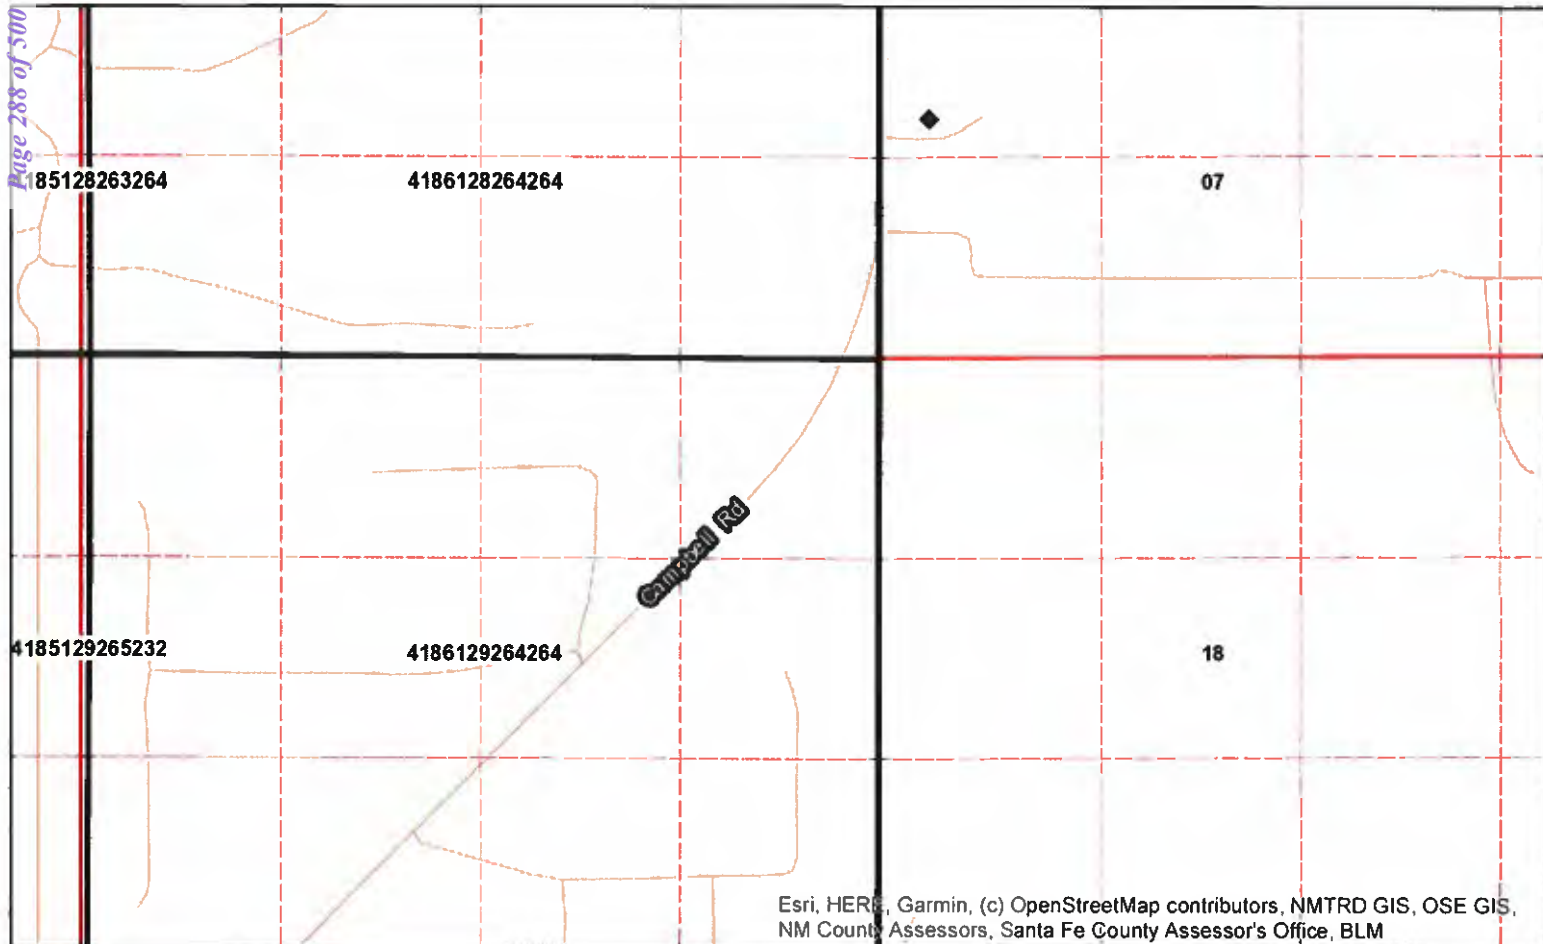 Page 288 of 500
185128263264
4186128264264
07
Campbell Rd
4185129265232
4186129264264
18
Esri, HERE, Garmin, (c) OpenStreetMap contributors, NMTRD GIS, OSE GIS,
NM County Assessors, Santa Fe County Assessor's Office, BLM